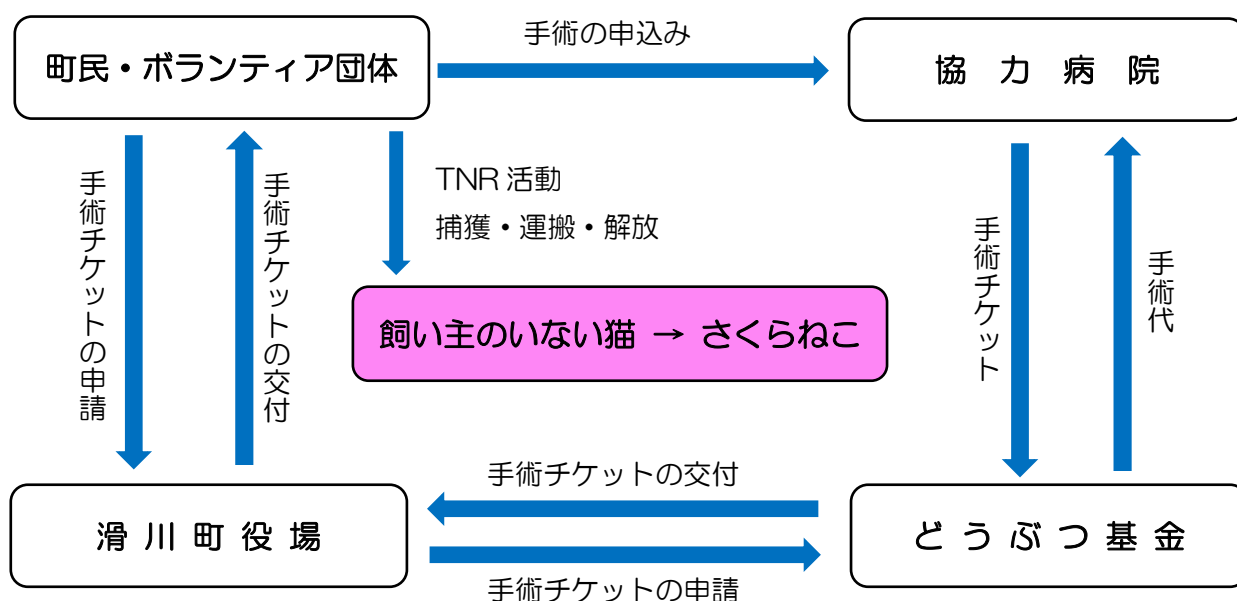 手術の申込み
町民・ボランティア団体
協力病院
手術チケットの申請
手術チケットの交付
TNR活動
捕獲・運搬・解放
手術チケット
手術代
飼い主のいない猫 → さくらねこ
手術チケットの交付
滑川町役場
どうぶつ基金
手術チケットの申請